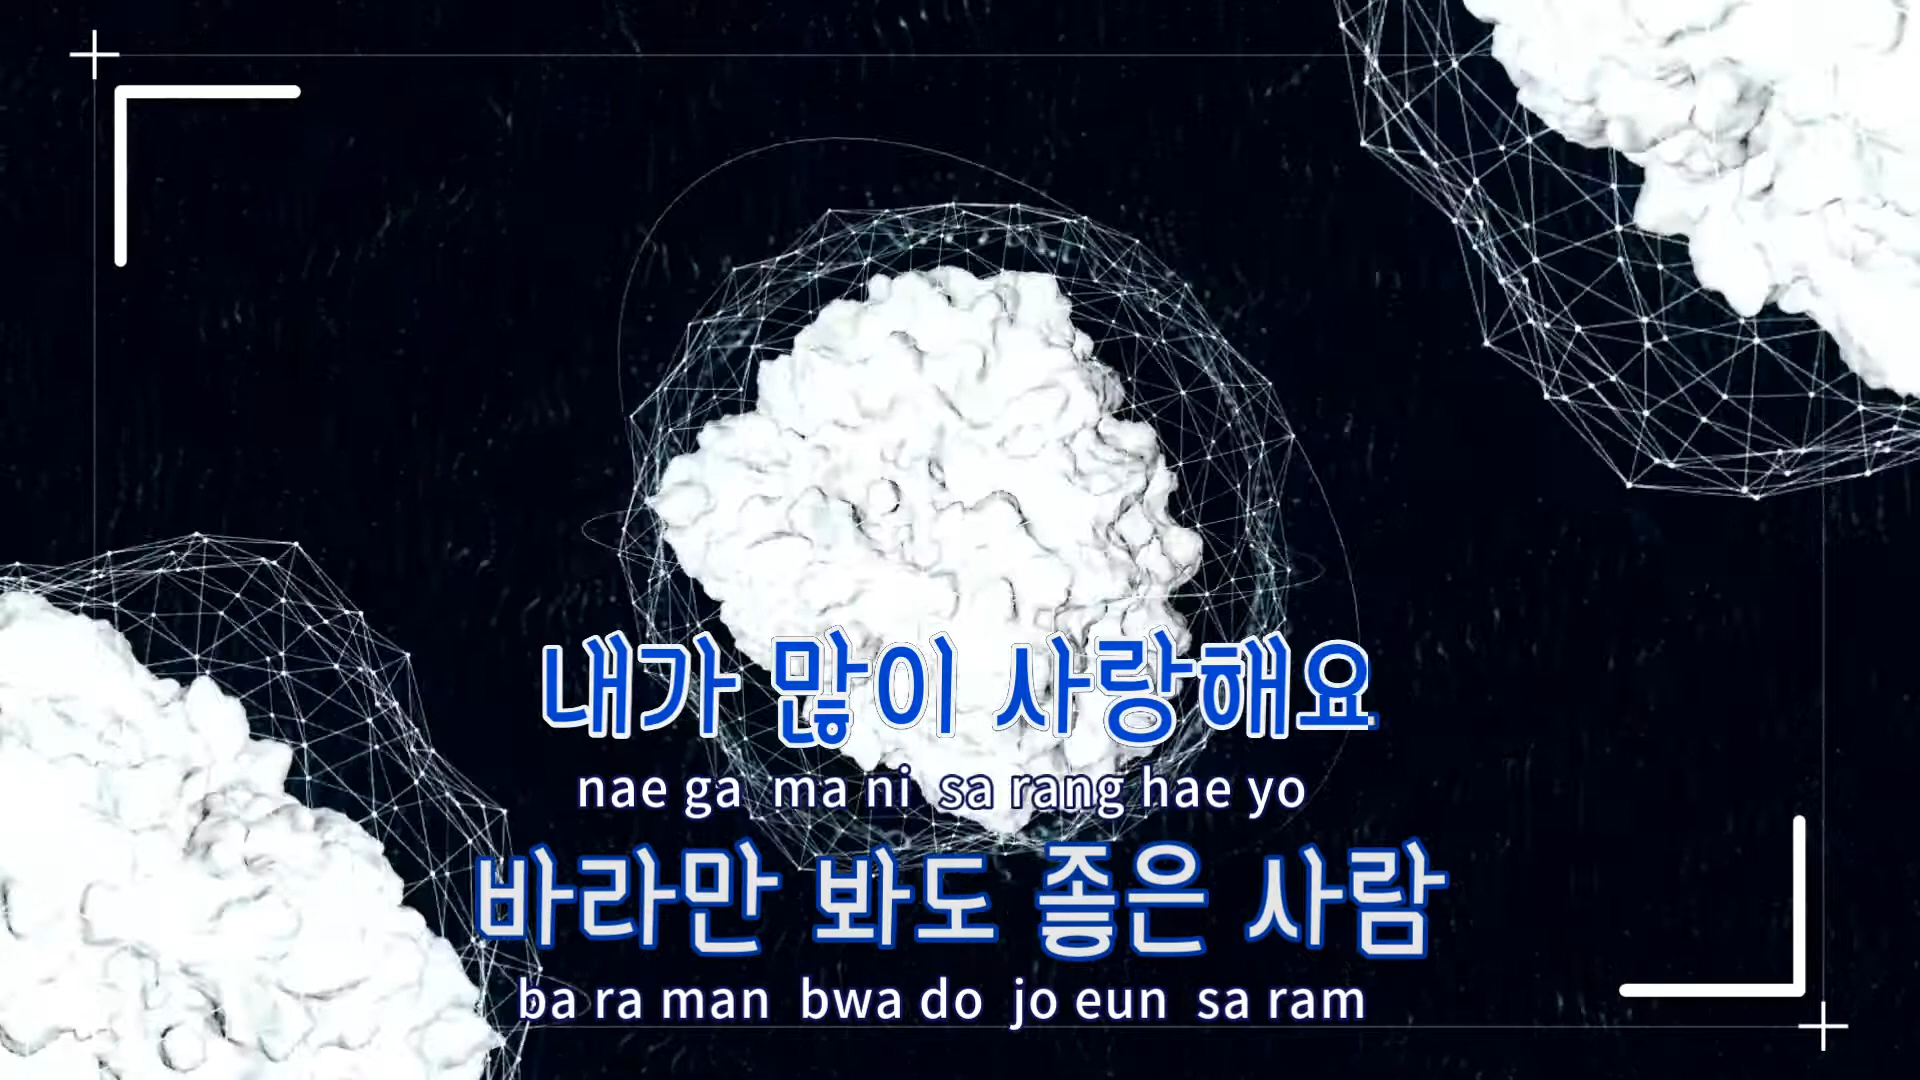 내가 많이 사랑해요
nae ga ma ni sa rang hae yo
바라만 봐도 좋은 사람
ba ra man bwa do jo eun sa ram